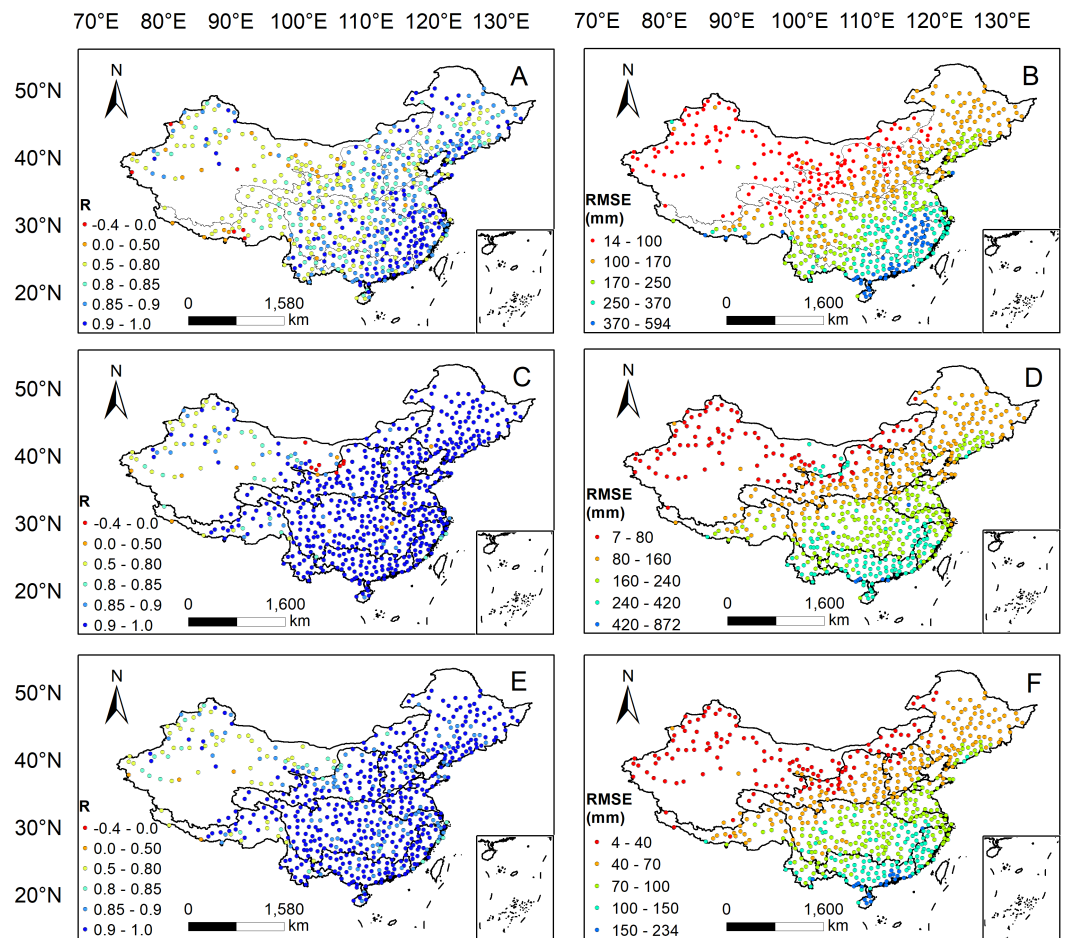 70°E 80°E 90°E 100°E 110°E 120°E 130°E 70°E 80°E 90°E 100°E 110°E 120°E 130°E
50°N
40°N
30°N
20°N
N
A
R
-0.4 - 0.0
0.0 - 0.50
0.5 - 0.80
0.8 - 0.85
0.85 - 0.9
0.9 - 1.0
0 1,580
km
N
B
RMSE
(mm)
14 - 100
100 - 170
170 - 250
250 - 370
370 - 594
0 1,600
km
50°N
40°N
30°N
20°N
N
C
R
-0.4 - 0.0
0.0 - 0.50
0.5 - 0.80
0.8 - 0.85
0.85 - 0.9
0.9 - 1.0
0 1,600
km
N
D
RMSE
(mm)
7 - 80
80 - 160
160 - 240
240 - 420
420 - 872
0 1,600
km
50°N
40°N
30°N
20°N
N
E
R
-0.4 - 0.0
0.0 - 0.50
0.5 - 0.80
0.8 - 0.85
0.85 - 0.9
0.9 - 1.0
0 1,580
km
N
F
RMSE
(mm)
4 - 40
40 - 70
70 - 100
100 - 150
150 - 234
0 1,600
km